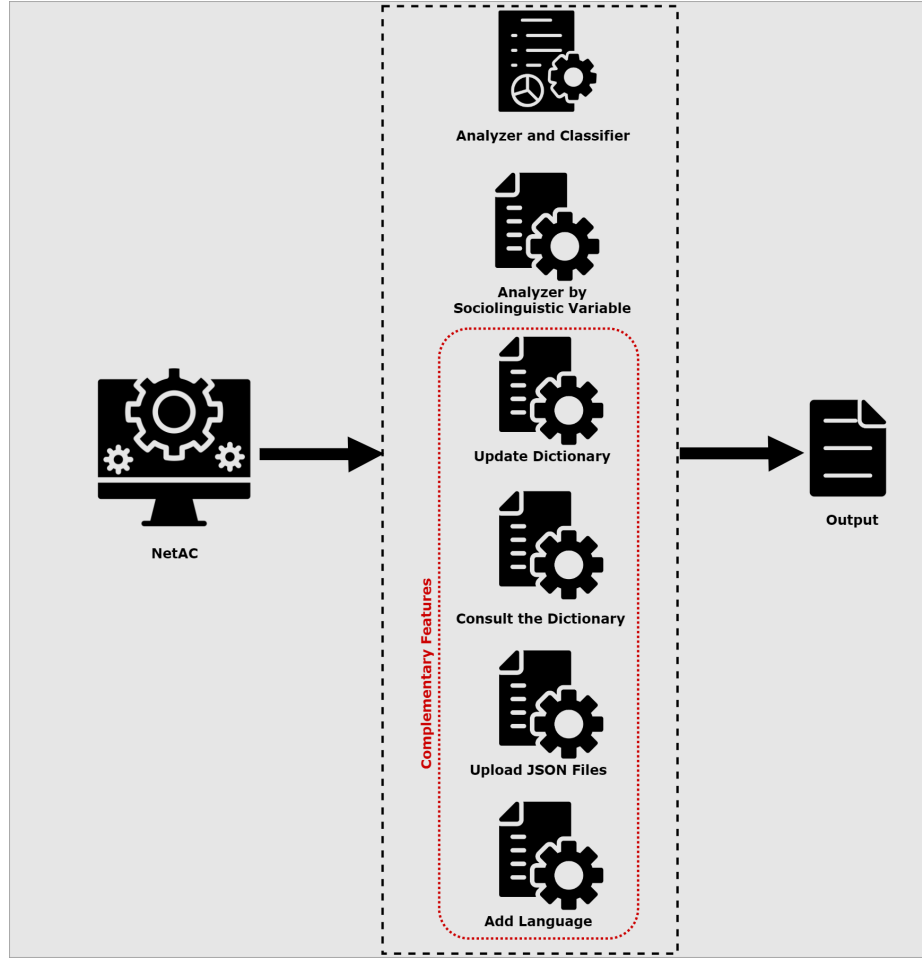 Analyzer and Classifier
Analyzer by
Sociolinguistic Variable
Update Dictionary
NetAC
Output
Consult the Dictionary
Complementary Features
Upload JSON Files
Add Language